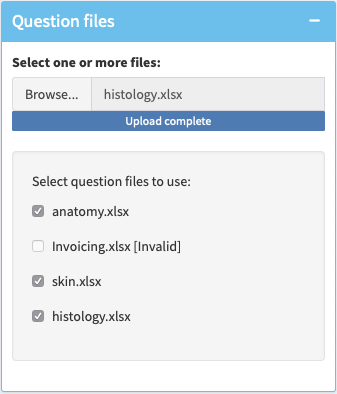 Question files
Select one or more files:
Browse... histology.xlsx
Upload complete
Select question files to use:
anatomy.xlsx
Invoicing.xlsx [Invalid]
skin.xlsx
histology.xlsx